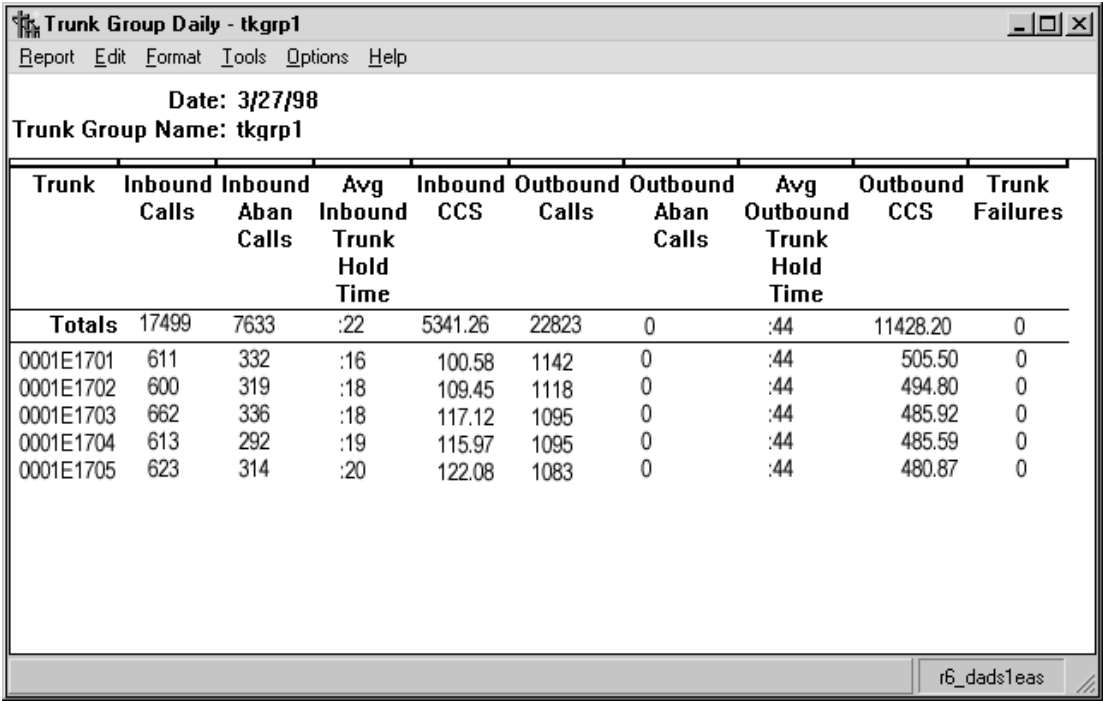 Trunk Group Daily - tkgrp1
Report Edit Format Tools Options Help
Date: 3/27/98
Trunk Group Name: tkgrp1
Trunk Inbound Inbound Avg Inbound Outbound Outbound Avg Outbound Trunk
Calls Aban Inbound CCS Calls Aban Outbound CCS Failures
Calls Trunk Calls Trunk
Hold Hold
Time Time
Totals 17499 7633 :22 5341.26 22823 0 :44 11428.20 0
0001E1701 611 332 :16 100.58 1142 0 :44 505.50 0
0001E1702 600 319 :18 109.45 1118 0 :44 494.80 0
0001E1703 662 336 :18 117.12 1095 0 :44 485.92 0
0001E1704 613 292 :19 115.97 1095 0 :44 485.59 0
0001E1705 623 314 :20 122.08 1083 0 :44 480.87 0
r6_dads1eas